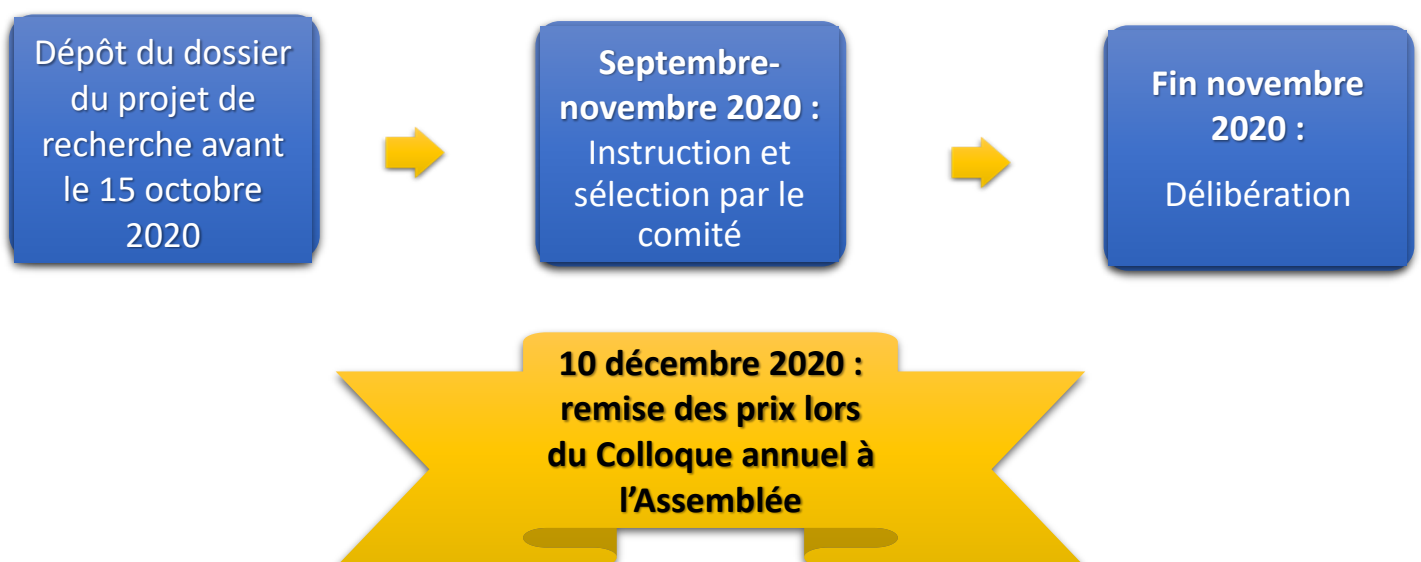 Dépôt du dossier
du projet de
recherche avant
le 15 octobre
2020
Septembre-
novembre 2020 :
Instruction et
sélection par le
comité
Fin novembre
2020 :
Délibération
10 décembre 2020 :
remise des prix lors
du Colloque annuel à
l’Assemblée